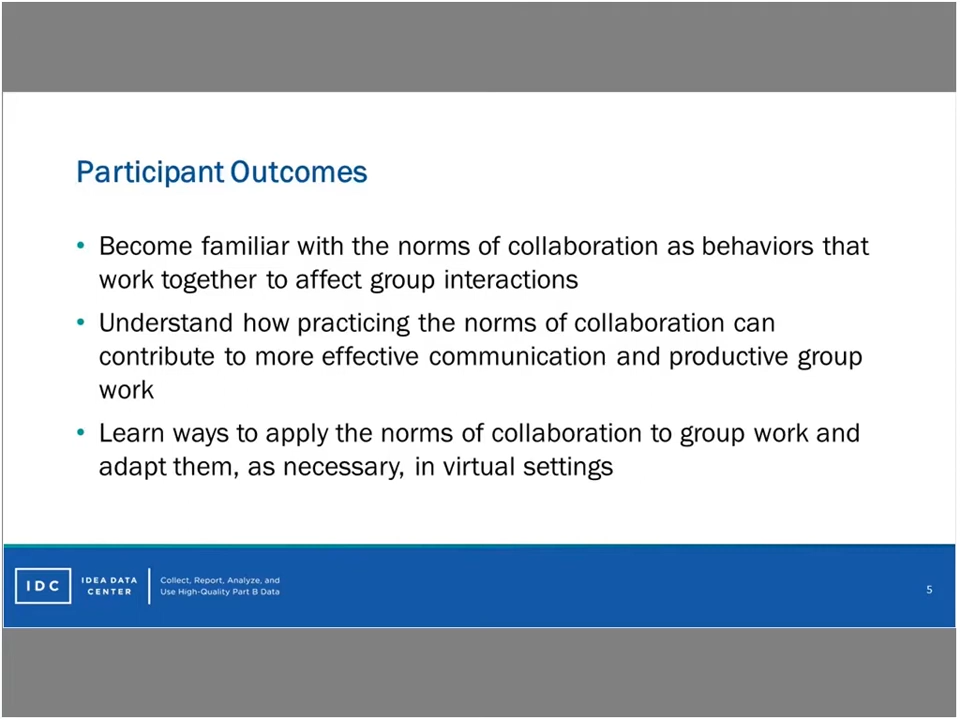 Participant Outcomes
• Become familiar with the norms of collaboration as behaviors that
work together to affect group interactions
• Understand how practicing the norms of collaboration can
contribute to more effective communication and productive group
work
• Learn ways to apply the norms of collaboration to group work and
adapt them, as necessary, in virtual settings
IDC
IDEA DATA
CENTER
Collect, Report, Analyze, and
Use High-Quality Part B Data
5